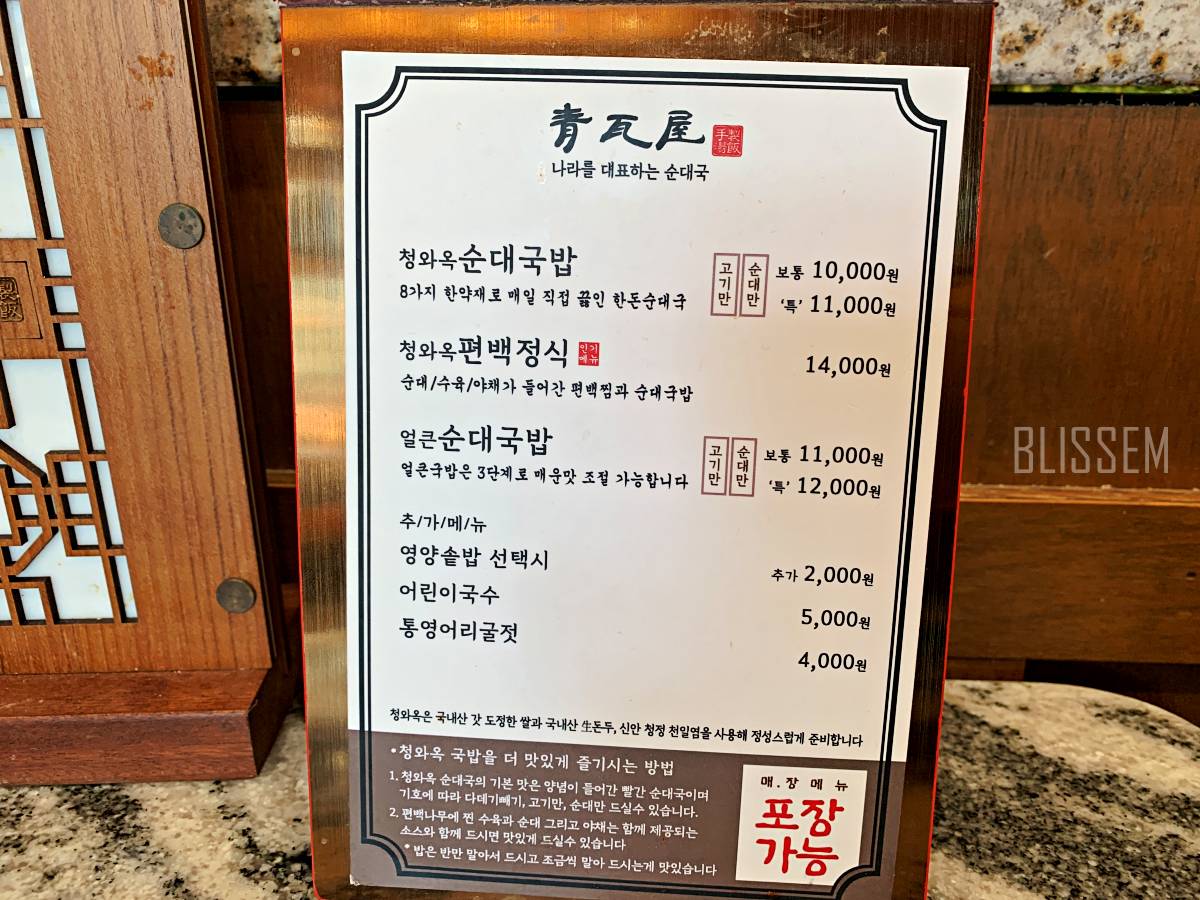 青瓦屋
手製
湯飯
나라를 대표하는 순대국
청와옥순대국밥
8가지 한약재로 매일 직접 끓인 한돈순대국
고기만 순대만
보통 10,000원
'특' 11,000원
청와옥편백정식 인기메뉴
14,000원
순대/수육/야채가 들어간 편백찜과 순대국밥
얼큰순대국밥
얼큰국밥은 3단계로 매운맛 조절 가능합니다
고기만 순대만
보통 11,000원
'특' 12,000원
추/가/메/뉴
영양솥밥 선택시
추가 2,000원
어린이국수
5,000원
통영어리굴젓
4,000원
청와옥은 국내산 갓 도정한 쌀과 국내산 生돈두, 신안 청정 천일염을 사용해 정성스럽게 준비합니다
•청와옥 국밥을 더 맛있게 즐기시는 방법
1. 청와옥 순대국의 기본 맛은 양념이 들어간 빨간 순대국이며
기호에 따라 다데기빼기, 고기만, 순대만 드실수 있습니다.
2. 편백나무에 찐 수육과 순대 그리고 야채는 함께 제공되는
소스와 함께 드시면 맛있게 드실수 있습니다
• 밥은 반만 말아서 드시고 조금씩 말아 드시는게 맛있습니다
매.장메뉴
포장
가능
製飯
BLISSEM